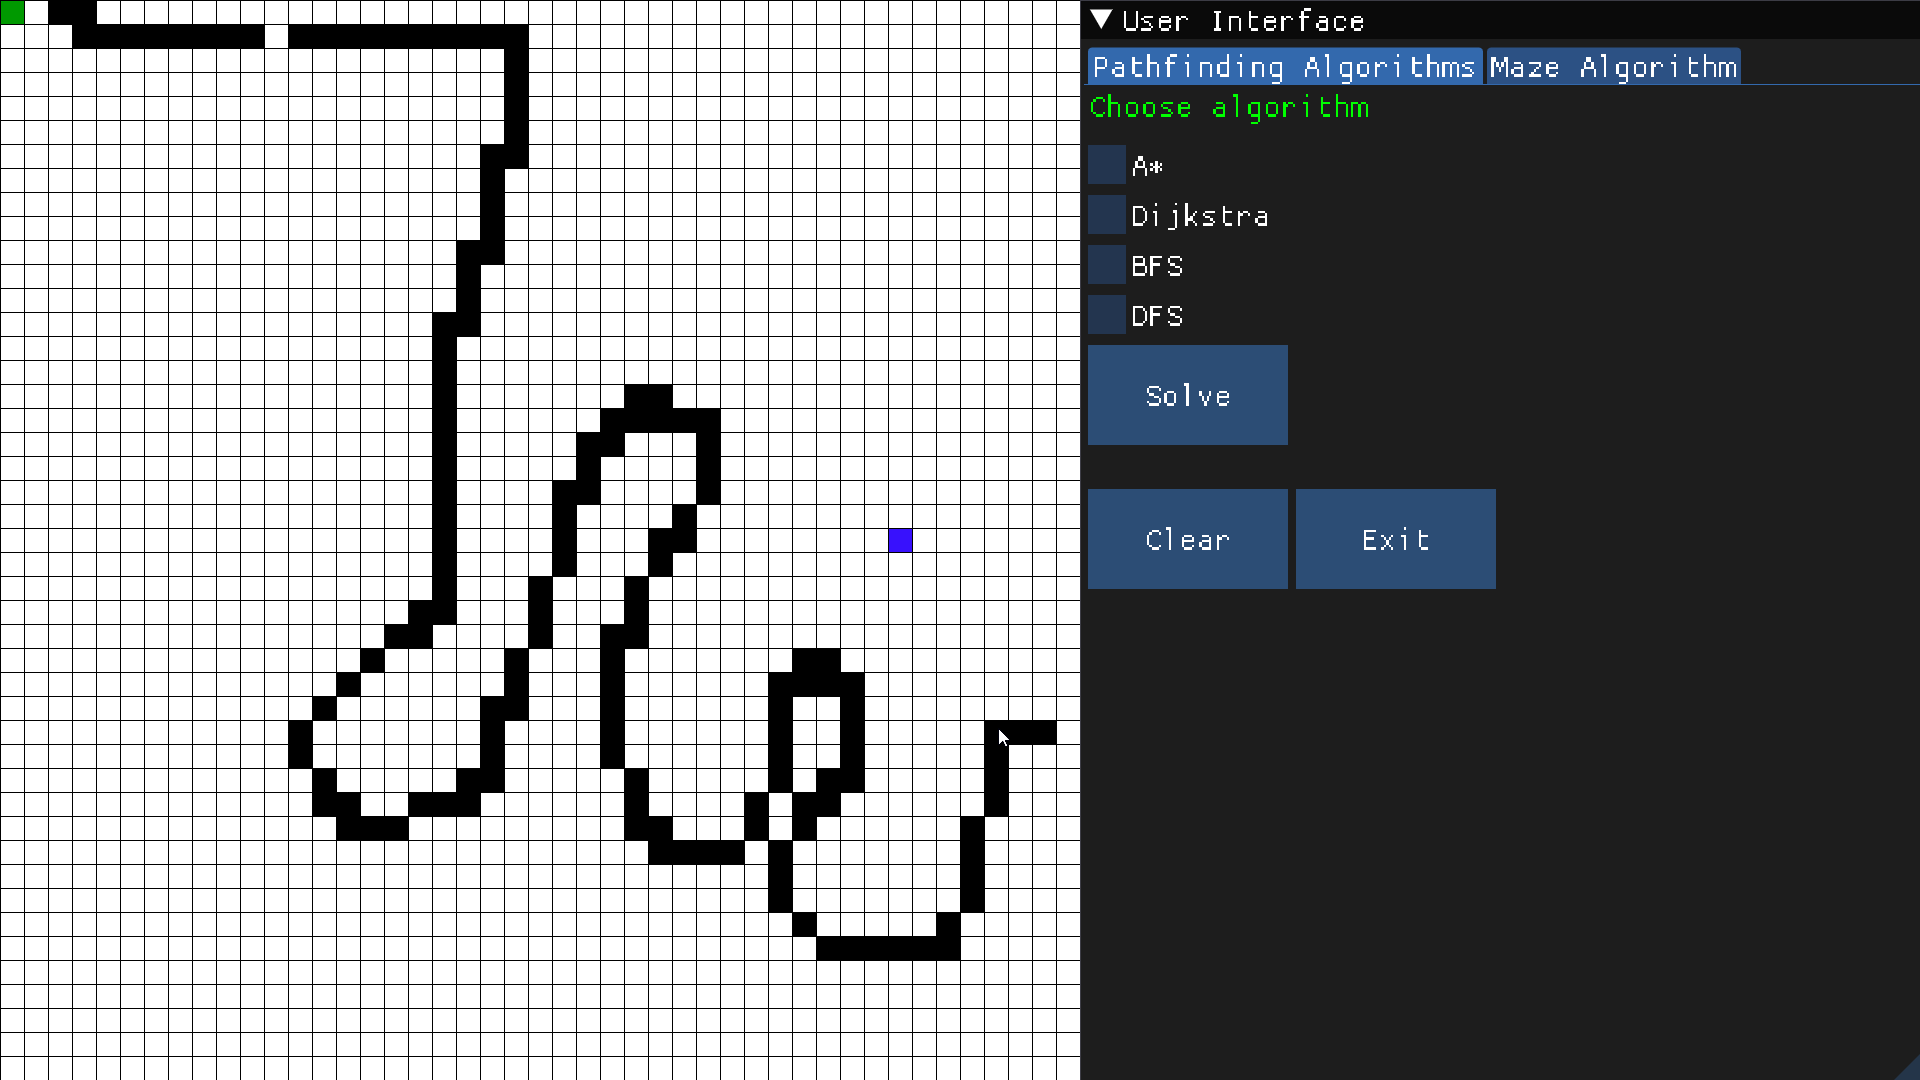 User Interface
Pathfinding Algorithms Maze Algorithm
Choose algorithm
A*
Dijkstra
BFS
DFS
Solve
Clear Exit